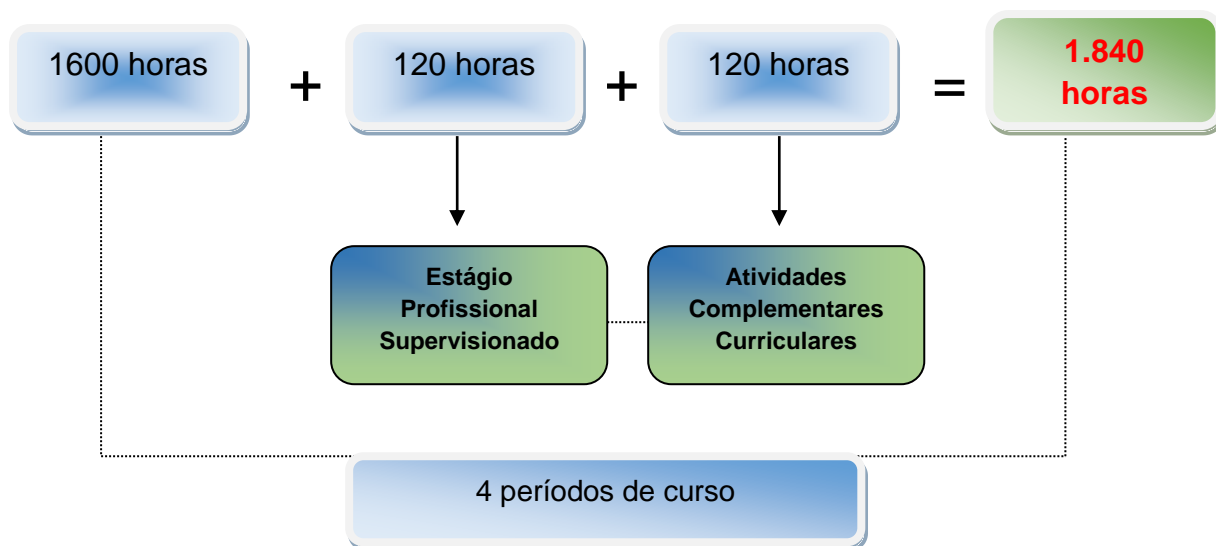 1600 horas + 120 horas + 120 horas = 1.840
horas
Estágio
Profissional
Supervisionado
Atividades
Complementares
Curriculares
4 períodos de curso